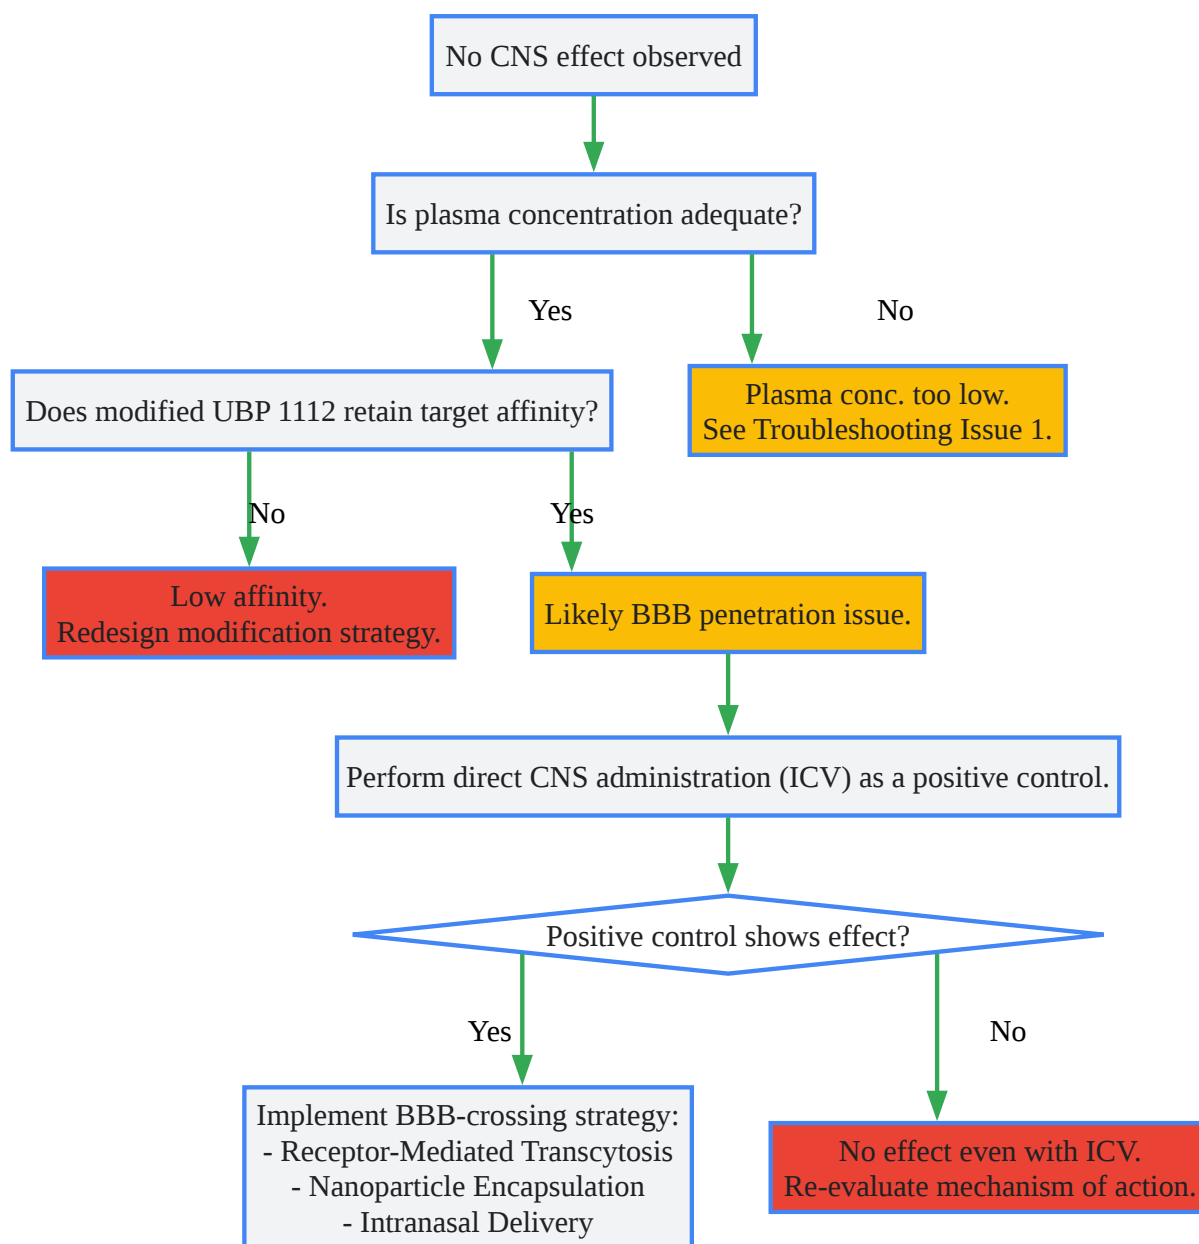 No CNS effect observed
Is plasma concentration adequate?
Yes
No
Does modified UBP 1112 retain target affinity?
Plasma conc. too low.
See Troubleshooting Issue 1.
No
Yes
Low affinity.
Redesign modification strategy.
Likely BBB penetration issue.
Perform direct CNS administration (ICV) as a positive control.
Positive control shows effect?
Yes
No
Implement BBB-crossing strategy:
- Receptor-Mediated Transcytosis
- Nanoparticle Encapsulation
- Intranasal Delivery
No effect even with ICV.
Re-evaluate mechanism of action.